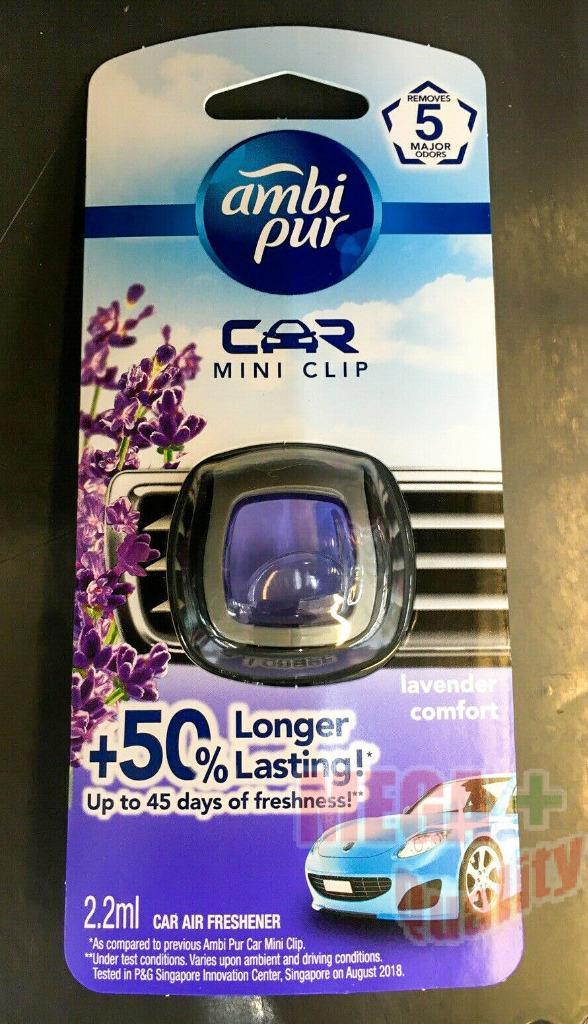 REMOVES
5
MAJOR
ODORS
ambi
pur
CAR
MINI CLIP
lavender
comfort
+50% Longer
Lasting!*
Up to 45 days of freshness!**
MEGA+
Quality
2.2ml CAR AIR FRESHENER
*As compared to previous Ambi Pur Car Mini Clip.
**Under test conditions. Varies upon ambient and driving conditions.
Tested in P&G Singapore Innovation Center, Singapore on August 2018.